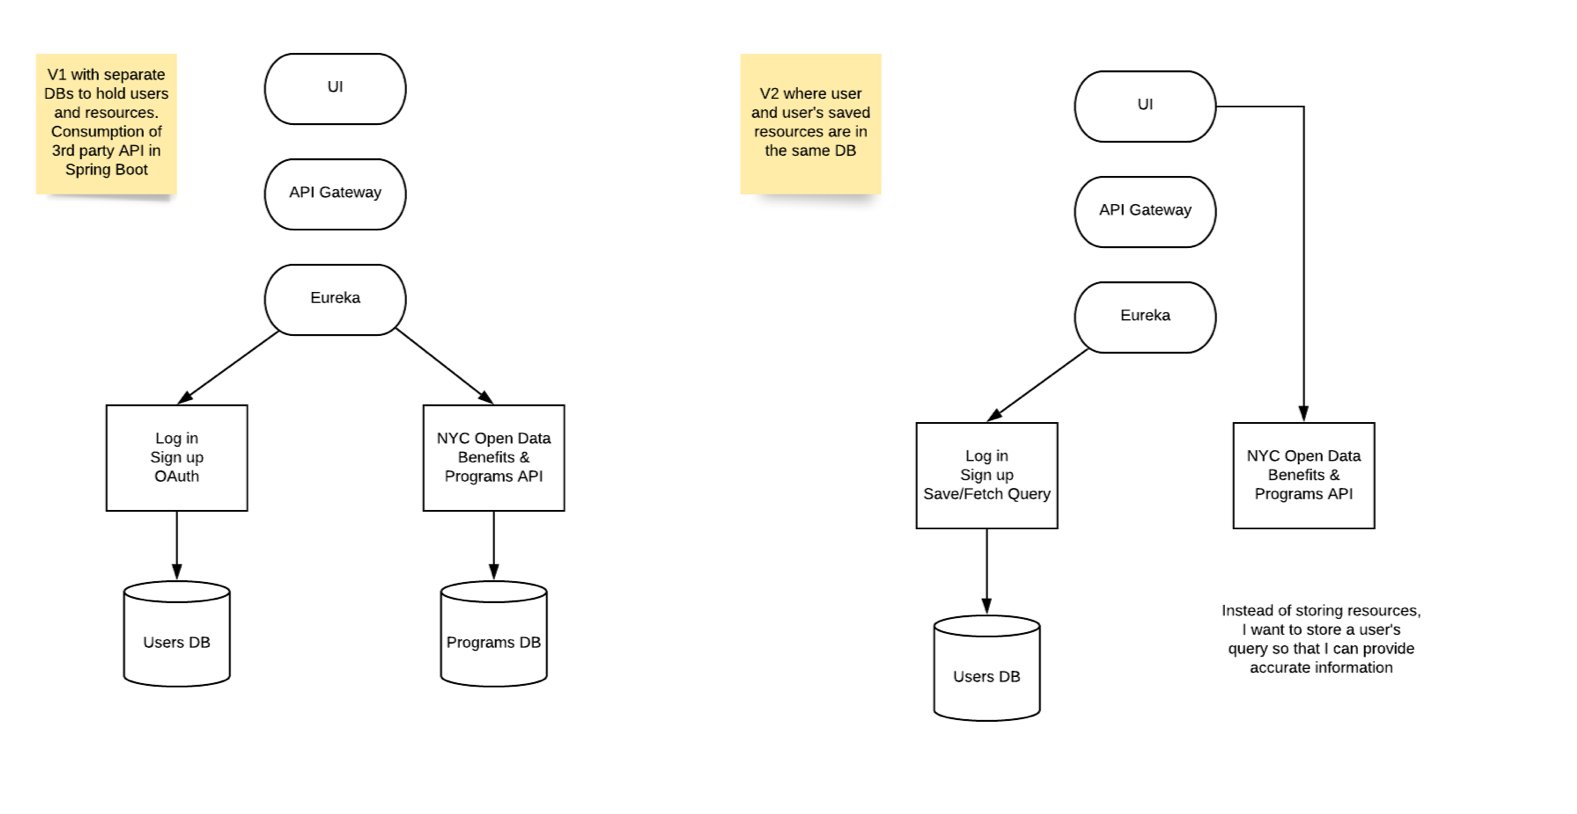 V1 with separate
DBs to hold users
and resources.
Consumption of
3rd party API in
Spring Boot
UI
API Gateway
Eureka
Log in
Sign up
OAuth
NYC Open Data
Benefits &
Programs API
Users DB
Programs DB
V2 where user
and user's saved
resources are in
the same DB
UI
API Gateway
Eureka
Log in
Sign up
Save/Fetch Query
NYC Open Data
Benefits &
Programs API
Users DB
Instead of storing resources,
I want to store a user's
query so that I can provide
accurate information